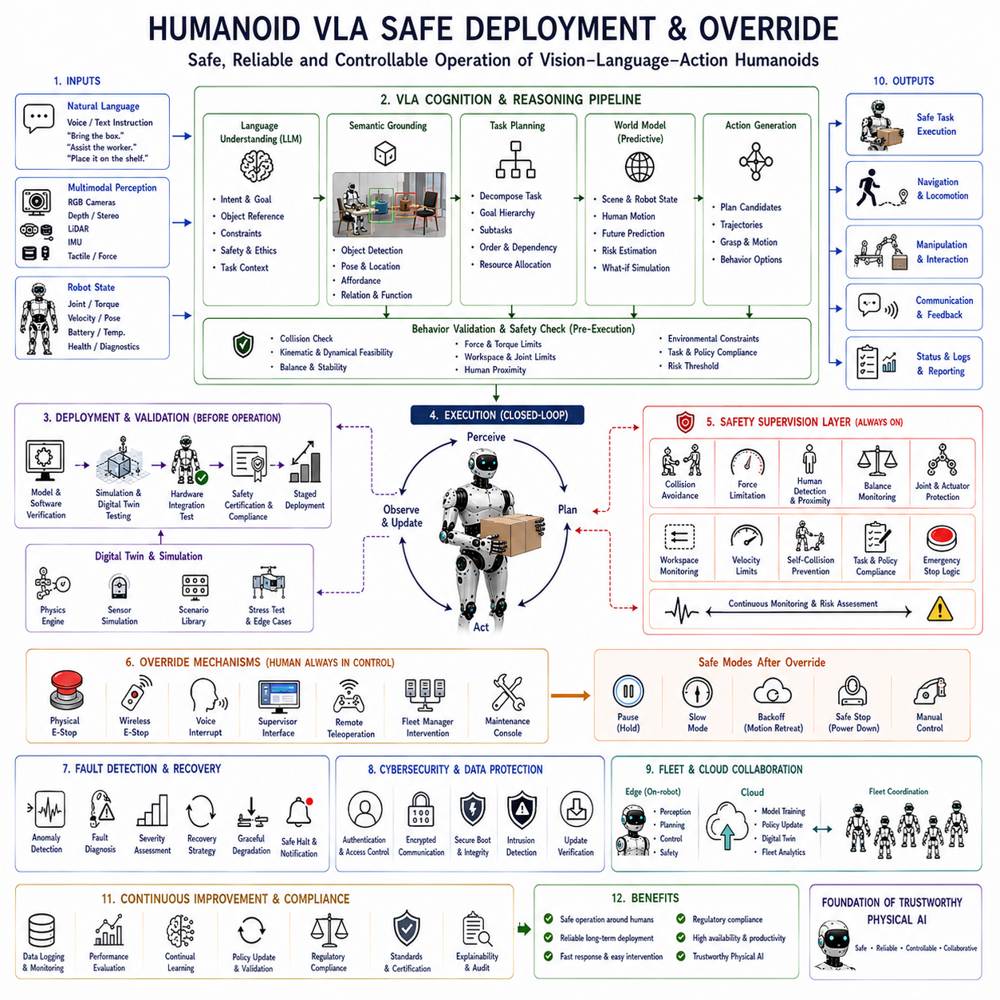 HUMANOID VLA SAFE DEPLOYMENT & OVERRIDE
Safe, Reliable and Controllable Operation of Vision–Language–Action Humanoids
1. INPUTS
Natural Language
Voice / Text Instruction
"Bring the box."
"Assist the worker."
"Place it on the shelf."
Multimodal Perception
RGB Cameras
Depth / Stereo
LiDAR
IMU
Tactile / Force
Robot State
Joint / Torque
Velocity / Pose
Battery / Temp.
Health / Diagnostics
2. VLA COGNITION & REASONING PIPELINE
Language
Understanding (LLM)
• Intent & Goal
• Object Reference
• Constraints
• Safety & Ethics
• Task Context
Semantic Grounding
• Object Detection
• Pose & Location
• Affordance
• Relation & Function
Task Planning
• Decompose Task
• Goal Hierarchy
• Subtasks
• Order & Dependency
• Resource Allocation
World Model
(Predictive)
• Scene & Robot State
• Human Motion
• Future Prediction
• Risk Estimation
• What-if Simulation
Action Generation
• Plan Candidates
• Trajectories
• Grasp & Motion
• Behavior Options
Behavior Validation & Safety Check (Pre-Execution)
• Collision Check
• Kinematic & Dynamical Feasibility
• Balance & Stability
• Force & Torque Limits
• Workspace & Joint Limits
• Human Proximity
• Environmental Constraints
• Task & Policy Compliance
• Risk Threshold
10. OUTPUTS
Safe Task
Execution
Navigation
& Locomotion
Manipulation
& Interaction
Communication
& Feedback
Status & Logs
& Reporting
3. DEPLOYMENT & VALIDATION (BEFORE OPERATION)
Model &
Software
Verification
Simulation &
Digital Twin
Testing
Hardware
Integration
Test
Safety
Certification &
Compliance
Staged
Deployment
Digital Twin & Simulation
Physics
Engine
Sensor
Simulation
Scenario
Library
Stress Test
& Edge Cases
4. EXECUTION (CLOSED-LOOP)
Perceive
Observe
& Update
Plan
Act
5. SAFETY SUPERVISION LAYER (ALWAYS ON)
Collision
Avoidance
Force
Limitation
Human
Detection
& Proximity
Balance
Monitoring
Joint & Actuator
Protection
Workspace
Monitoring
Velocity
Limits
Self-Collision
Prevention
Task & Policy
Compliance
Emergency
Stop Logic
Continuous Monitoring & Risk Assessment
6. OVERRIDE MECHANISMS (HUMAN ALWAYS IN CONTROL)
Physical
E-Stop
Wireless
E-Stop
Voice
Interrupt
Supervisor
Interface
Remote
Teleoperation
Fleet Manager
Intervention
Maintenance
Console
Safe Modes After Override
Pause
(Hold)
Slow
Mode
Backoff
(Motion Retreat)
Safe Stop
(Power Down)
Manual
Control
7. FAULT DETECTION & RECOVERY
Anomaly
Detection
Fault
Diagnosis
Severity
Assessment
Recovery
Strategy
Graceful
Degradation
Safe Halt &
Notification
8. CYBERSECURITY & DATA PROTECTION
Authentication
& Access Control
100
010
Encrypted
Communication
Secure Boot
& Integrity
Intrusion
Detection
Update
Verification
9. FLEET & CLOUD COLLABORATION
Edge (On-robot)
• Perception
• Planning
• Control
• Safety
Cloud
• Model Training
• Policy Update
• Digital Twin
• Fleet Analytics
Fleet Coordination
11. CONTINUOUS IMPROVEMENT & COMPLIANCE
Data Logging
& Monitoring
Performance
Evaluation
Continual
Learning
Policy Update
& Validation
Regulatory
Compliance
Standards
& Certification
Explainability
& Audit
12. BENEFITS
Safe operation around humans
Reliable long-term deployment
Fast response & easy intervention
Regulatory compliance
High availability & productivity
Trustworthy Physical AI
FOUNDATION OF TRUSTWORTHY
PHYSICAL AI
Safe • Reliable • Controllable • Collaborative